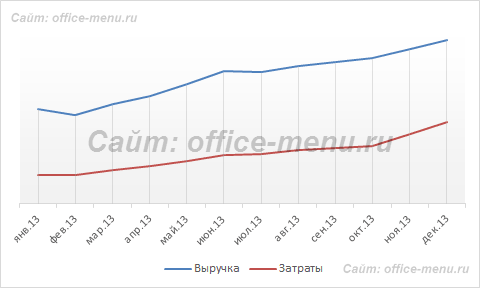 Сайт: office-menu.ru
Сайт: office-menu.ru
янв.13 фев.13 мар.13 апр.13 май.13 июн.13 июл.13 авг.13 сен.13 окт.13 ноя.13 дек.13
Выручка Затраты
Сайт: office-menu.ru